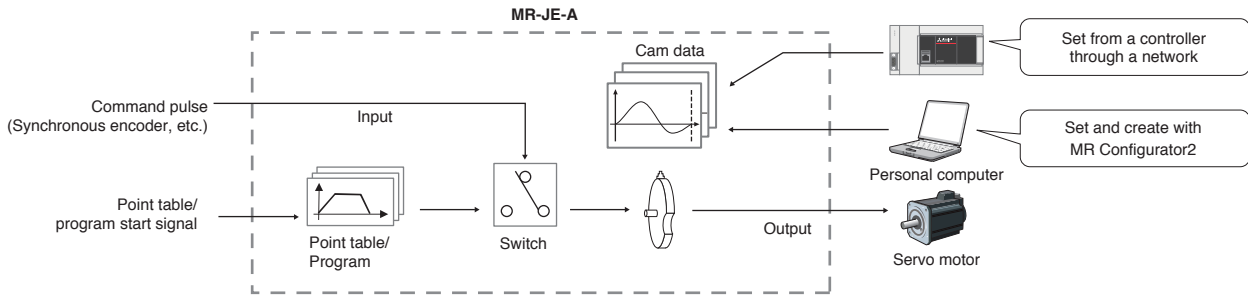 MR-JE-A
Cam data
Set from a controller
through a network
Command pulse
(Synchronous encoder, etc.)
Input
Set and create with
MR Configurator2
Personal computer
Point table/
program start signal
Point table/
Program
Switch
Output
Servo motor